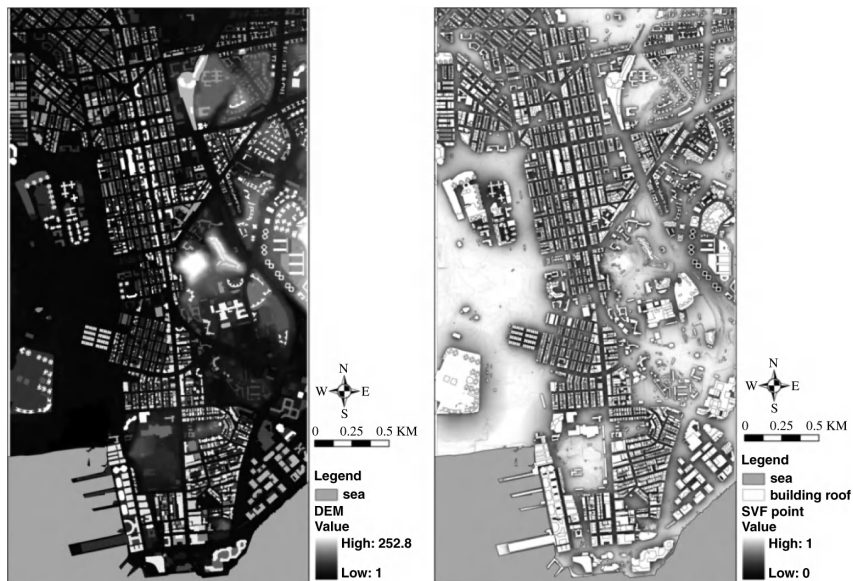 N
W E
S
0 0.25 0.5 KM
Legend
sea
DEM
Value
High: 252.8
Low: 1
N
W E
S
0 0.25 0.5 KM
Legend
sea
building roof
SVF point
Value
High: 1
Low: 0